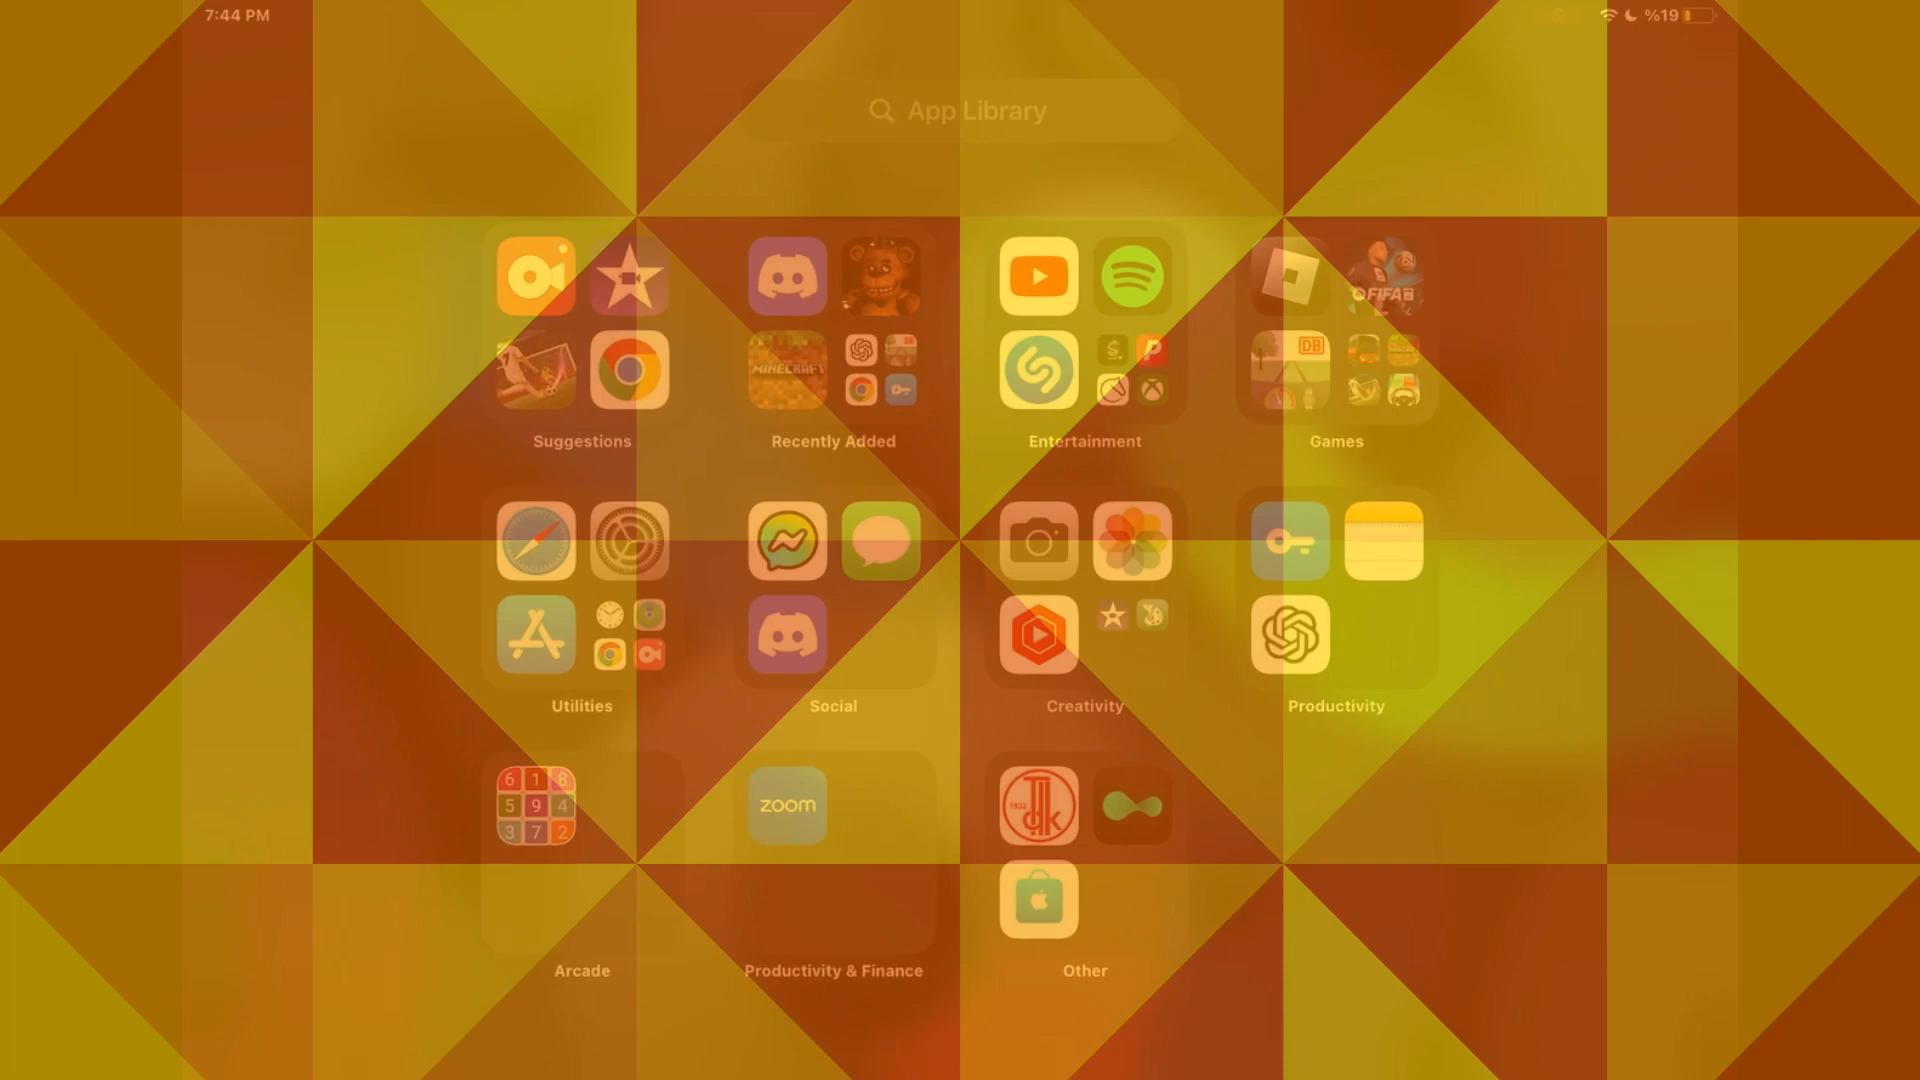 7:44 PM
%19
App Library
DB
MINECRAFT
FIFA
Suggestions
Recently Added
Entertainment
Games
Utilities
Social
Creativity
Productivity
6 1 8
5 9 4
3 7 2
zoom
1932
Arcade
Productivity & Finance
Other